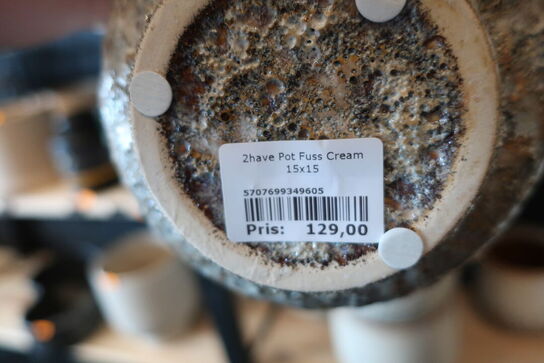 2have Pot Fuss Cream
15x15
5707699349605
Pris: 129,00